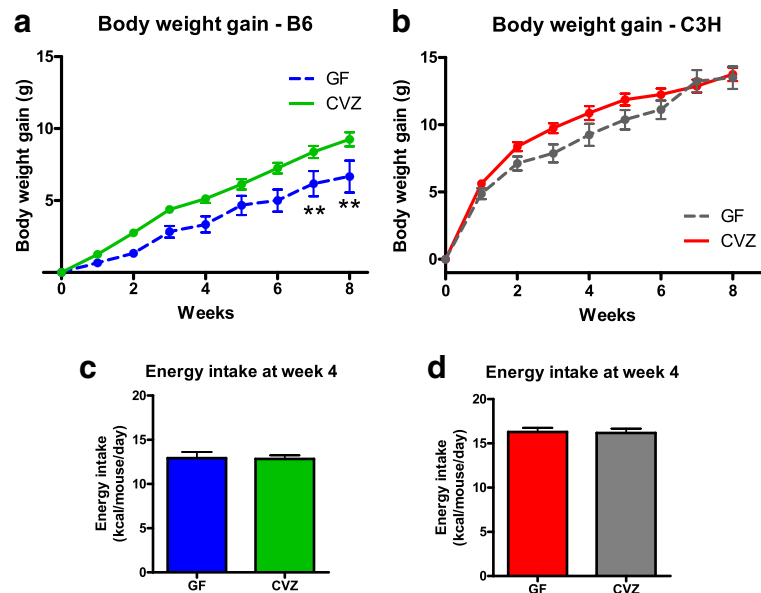 a
Body weight gain - B6
Body weight gain (g)
15
10
5
0
2
4
6
8
Weeks
GF
CVZ
**
**
b
Body weight gain - C3H
Body weight gain (g)
15
10
5
0
0
2
4
6
8
Weeks
GF
CVZ
c
Energy intake at week 4
Energy intake
(kcal/mouse/day)
20
15
10
5
0
GF
CVZ
d
Energy intake at week 4
Energy intake
(kcal/mouse/day)
20
15
10
5
0
GF
CVZ